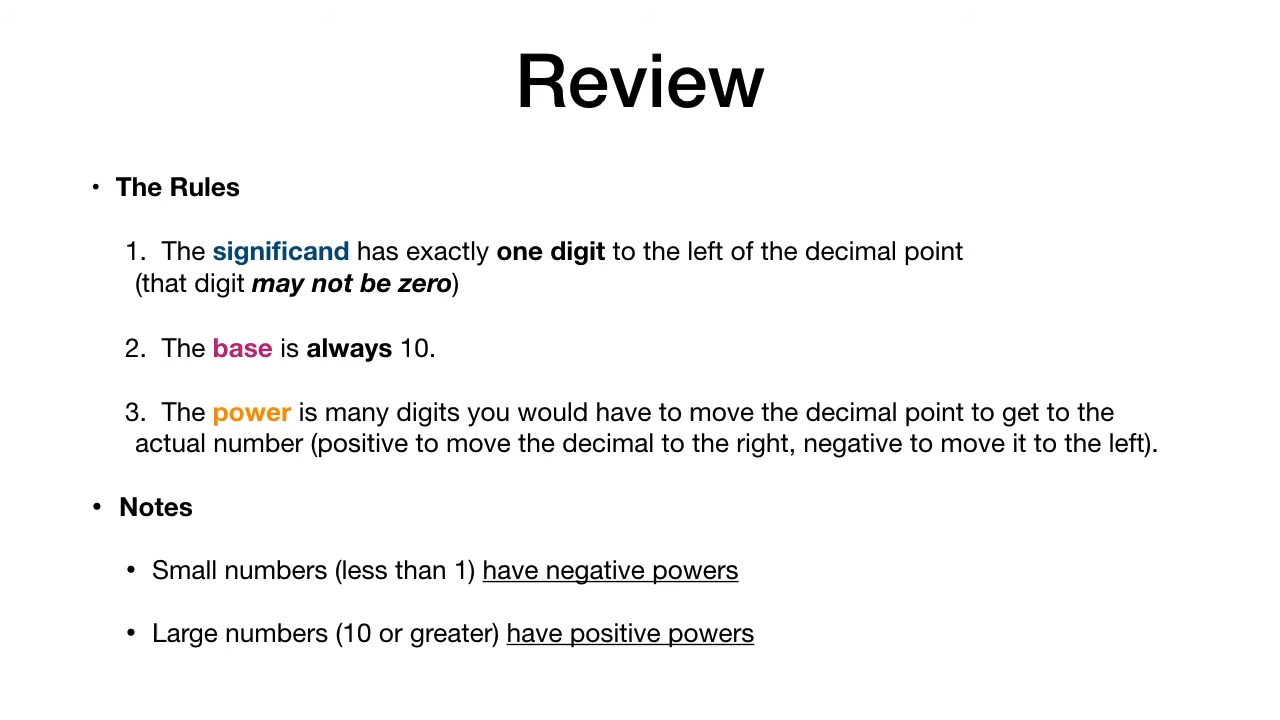 Review
• The Rules
1. The significand has exactly one digit to the left of the decimal point
(that digit may not be zero)
2. The base is always 10.
3. The power is many digits you would have to move the decimal point to get to the
actual number (positive to move the decimal to the right, negative to move it to the left).
• Notes
• Small numbers (less than 1) have negative powers
• Large numbers (10 or greater) have positive powers